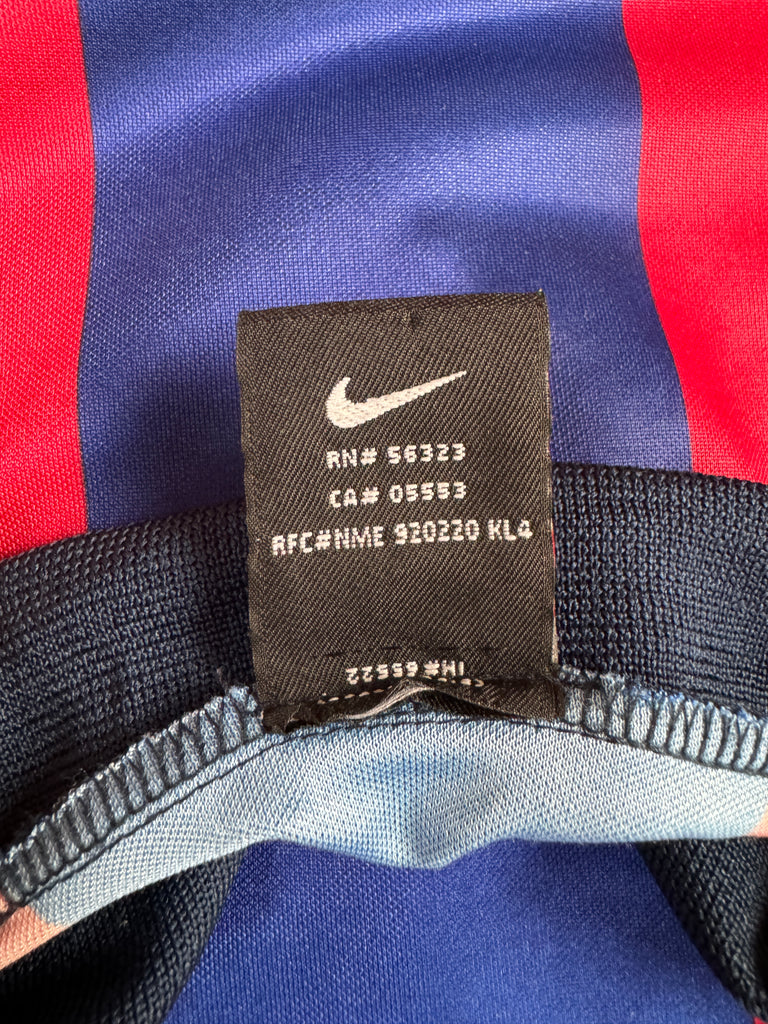 RN# 56323
CA# 05553
RFC#NME 920220 KL4
IM# 65522